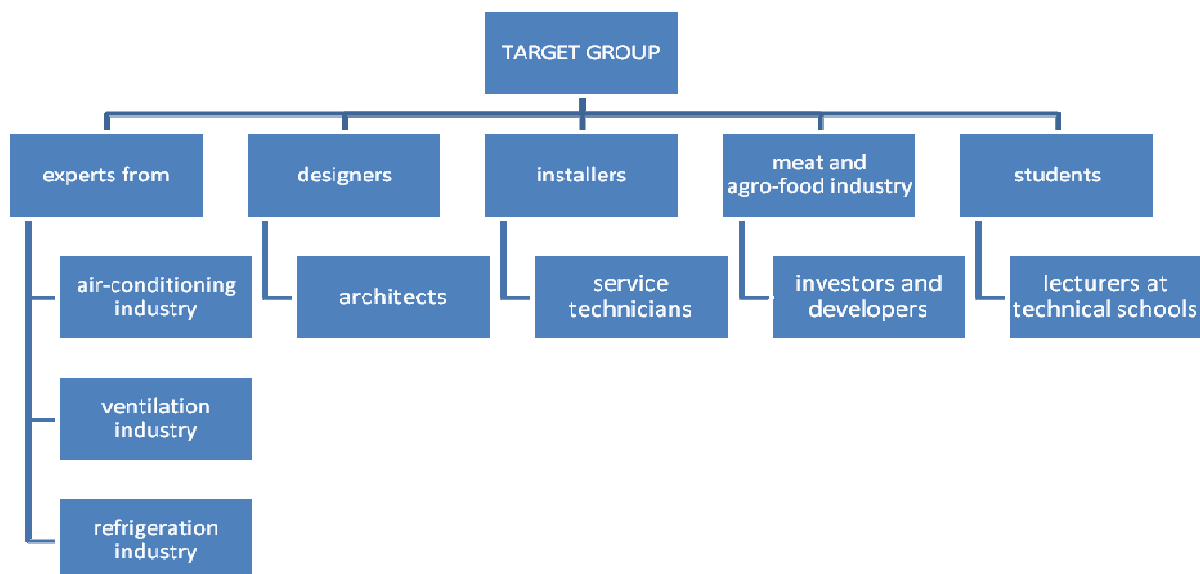 TARGET GROUP
experts from
designers
installers
meat and
agro-food industry
students
air-conditioning
industry
architects
service
technicians
investors and
developers
lecturers at
technical schools
ventilation
industry
refrigeration
industry